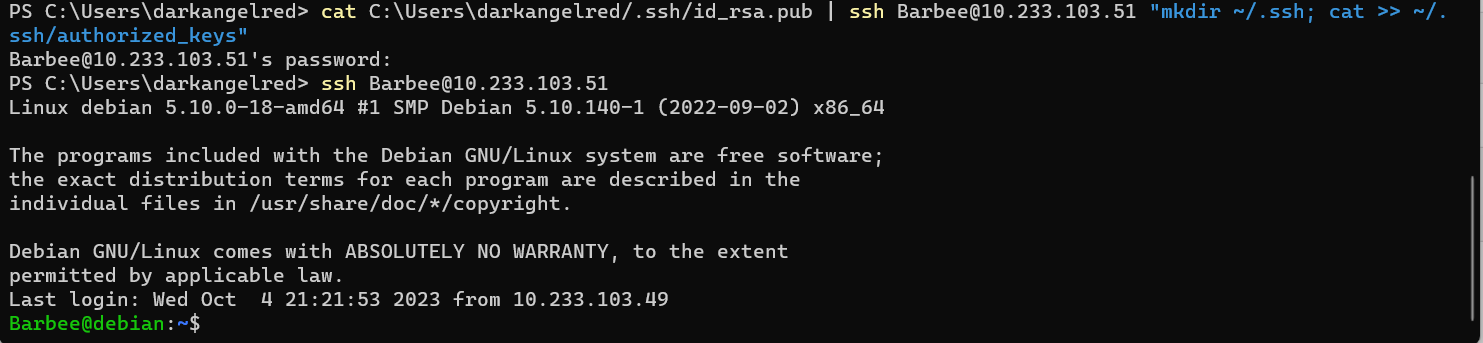 PS C:\Users\darkangelred> cat C:\Users\darkangelred/.ssh/id_rsa.pub | ssh Barbee@10.233.103.51 "mkdir ~/.ssh; cat >> ~/.
ssh/authorized_keys"
Barbee@10.233.103.51's password:
PS C:\Users\darkangelred> ssh Barbee@10.233.103.51
Linux debian 5.10.0-18-amd64 #1 SMP Debian 5.10.140-1 (2022-09-02) x86_64

The programs included with the Debian GNU/Linux system are free software;
the exact distribution terms for each program are described in the
individual files in /usr/share/doc/*/copyright.

Debian GNU/Linux comes with ABSOLUTELY NO WARRANTY, to the extent
permitted by applicable law.
Last login: Wed Oct  4 21:21:53 2023 from 10.233.103.49
Barbee@debian:~$